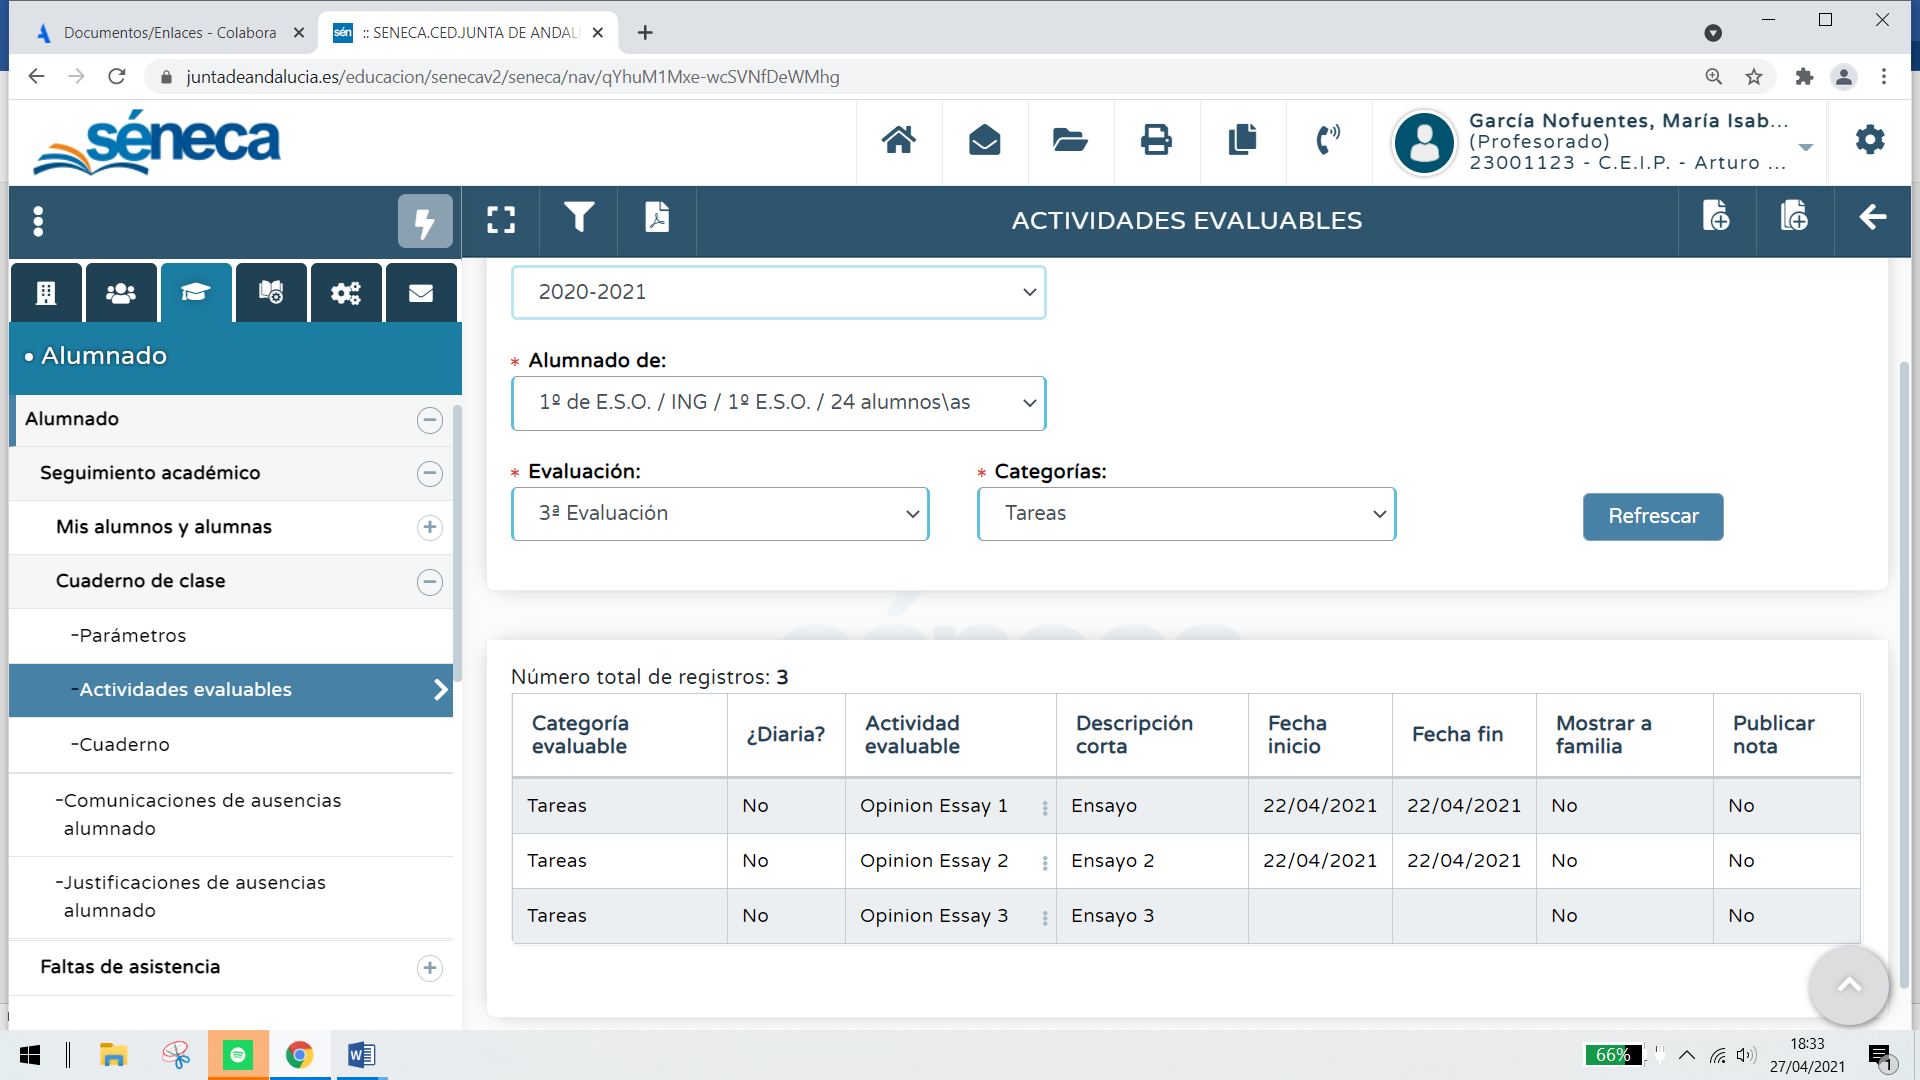 Documentos/Enlaces - Colabora
sén :: SENECA.CED.JUNTA DE ANDAL
juntadeandalucia.es/educacion/senecav2/seneca/nav/qYhuM1Mxe-wcSVNfDeWMhg
séneca
García Nofuentes, María Isab...
(Profesorado)
23001123 - C.E.I.P. - Arturo ...
ACTIVIDADES EVALUABLES
• Alumnado
Alumnado
Seguimiento académico
Mis alumnos y alumnas
Cuaderno de clase
-Parámetros
-Actividades evaluables
-Cuaderno
-Comunicaciones de ausencias
alumnado
-Justificaciones de ausencias
alumnado
Faltas de asistencia
2020-2021
* Alumnado de:
1º de E.S.O. / ING / 1º E.S.O. / 24 alumnos\as
* Evaluación: * Categorías:
3ª Evaluación Tareas Refrescar
Número total de registros: 3
Categoría evaluable ¿Diaria? Actividad evaluable Descripción corta Fecha inicio Fecha fin Mostrar a familia Publicar nota
Tareas No Opinion Essay 1 Ensayo 22/04/2021 22/04/2021 No No
Tareas No Opinion Essay 2 Ensayo 2 22/04/2021 22/04/2021 No No
Tareas No Opinion Essay 3 Ensayo 3 No No
66%
18:33
27/04/2021
1